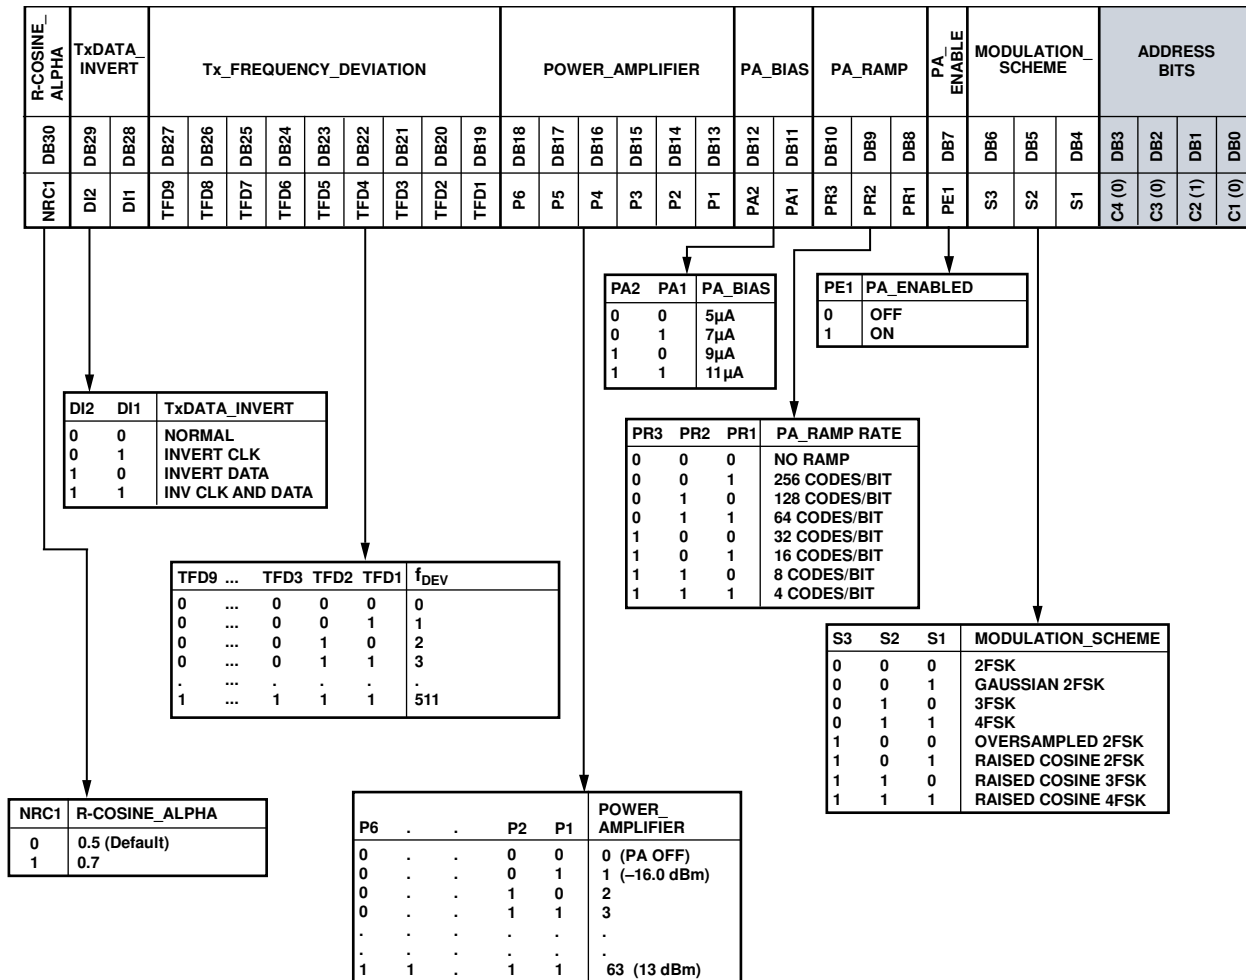 R-COSINE_
ALPHA
TxDATA_
INVERT
Tx_FREQUENCY_DEVIATION
POWER_AMPLIFIER
PA_BIAS
PA_RAMP
PA_
ENABLE
MODULATION_
SCHEME
ADDRESS
BITS
DB30 DB29 DB28 DB27 DB26 DB25 DB24 DB23 DB22 DB21 DB20 DB19 DB18 DB17 DB16 DB15 DB14 DB13 DB12 DB11 DB10 DB9 DB8 DB7 DB6 DB5 DB4 DB3 DB2 DB1 DB0
NRC1 DI2 DI1 TFD9 TFD8 TFD7 TFD6 TFD5 TFD4 TFD3 TFD2 TFD1 P6 P5 P4 P3 P2 P1 PA2 PA1 PR3 PR2 PR1 PE1 S3 S2 S1 C4 (0) C3 (0) C2 (1) C1 (0)
PA2 PA1 PA_BIAS
0 0 5µA
0 1 7µA
1 0 9µA
1 1 11µA
PE1 PA_ENABLED
0 OFF
1 ON
DI2 DI1 TxDATA_INVERT
0 0 NORMAL
0 1 INVERT CLK
1 0 INVERT DATA
1 1 INV CLK AND DATA
PR3 PR2 PR1 PA_RAMP RATE
0 0 0 NO RAMP
0 0 1 256 CODES/BIT
0 1 0 128 CODES/BIT
0 1 1 64 CODES/BIT
1 0 0 32 CODES/BIT
1 0 1 16 CODES/BIT
1 1 0 8 CODES/BIT
1 1 1 4 CODES/BIT
TFD9 ... TFD3 TFD2 TFD1 fDEV
0 ... 0 0 0 0
0 ... 0 0 1 1
0 ... 0 1 0 2
0 ... 0 1 1 3
. ... . . . .
1 ... 1 1 1 511
S3 S2 S1 MODULATION_SCHEME
0 0 0 2FSK
0 0 1 GAUSSIAN 2FSK
0 1 0 3FSK
0 1 1 4FSK
1 0 0 OVERSAMPLED 2FSK
1 0 1 RAISED COSINE 2FSK
1 1 0 RAISED COSINE 3FSK
1 1 1 RAISED COSINE 4FSK
NRC1 R-COSINE_ALPHA
0 0.5 (Default)
1 0.7
P6 . . P2 P1 POWER_
AMPLIFIER
0 . . 0 0 0 (PA OFF)
0 . . 0 1 1 (–16.0 dBm)
0 . . 1 0 2
0 . . 1 1 3
. . . . . .
. . . . . .
1 1 . 1 1 63 (13 dBm)